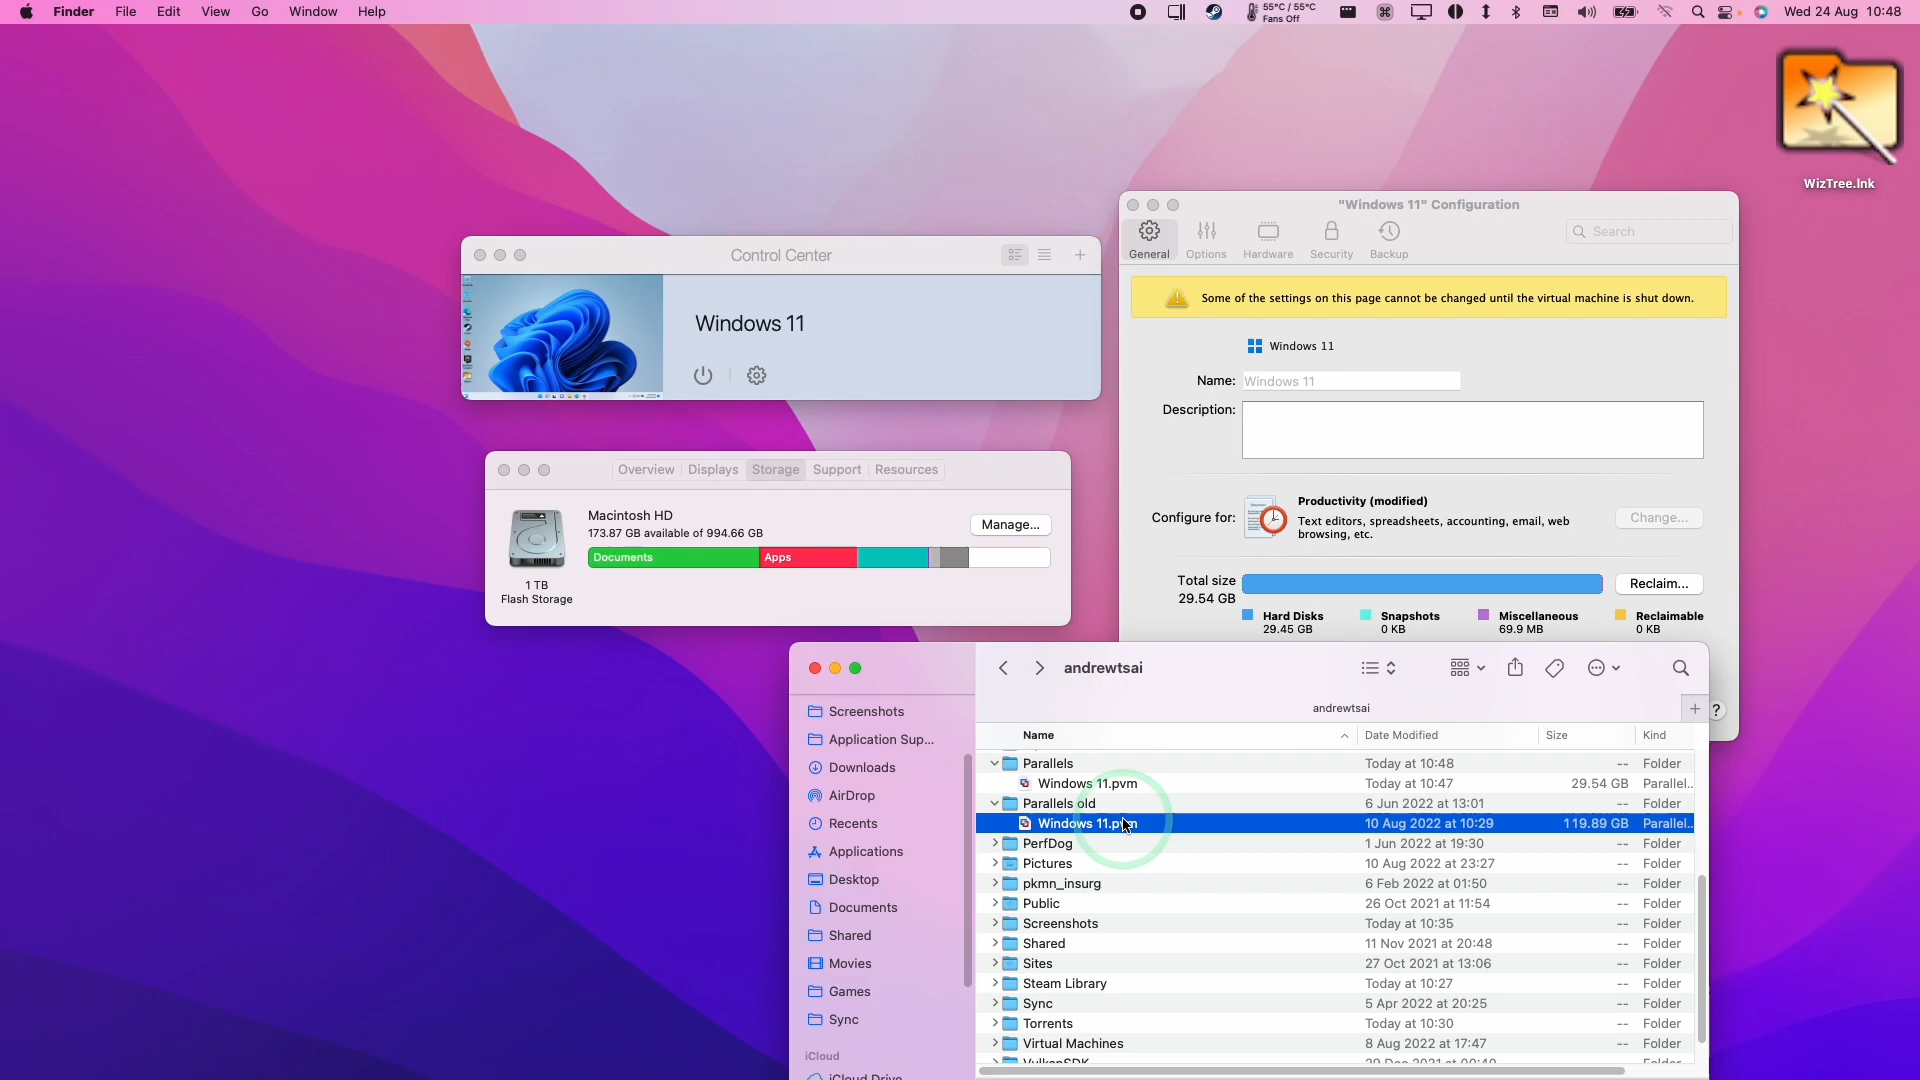 Finder File Edit View Go Window Help
55°C / 55°C
Fans Off
Wed 24 Aug 10:48
WizTree.lnk
Control Center
Windows 11
"Windows 11" Configuration
General Options Hardware Security Backup
Search
Some of the settings on this page cannot be changed until the virtual machine is shut down.
Windows 11
Name: Windows 11
Description:
Configure for:
Productivity (modified)
Text editors, spreadsheets, accounting, email, web
browsing, etc.
Change...
Total size
29.54 GB
Reclaim...
Hard Disks
29.45 GB
Snapshots
0 KB
Miscellaneous
69.9 MB
Reclaimable
0 KB
?
Overview Displays Storage Support Resources
Macintosh HD
173.87 GB available of 994.66 GB
Manage...
Documents
Apps
1 TB
Flash Storage
andrewtsai
andrewtsai
Screenshots
Application Sup...
Downloads
AirDrop
Recents
Applications
Desktop
Documents
Shared
Movies
Games
Sync
iCloud
iCloud Drive
Name Date Modified Size Kind
Parallels Today at 10:48 -- Folder
Windows 11.pvm Today at 10:47 29.54 GB Parallel...
Parallels old 6 Jun 2022 at 13:01 -- Folder
Windows 11.pvm 10 Aug 2022 at 10:29 119.89 GB Parallel...
PerfDog 1 Jun 2022 at 19:30 -- Folder
Pictures 10 Aug 2022 at 23:27 -- Folder
pkmn_insurg 6 Feb 2022 at 01:50 -- Folder
Public 26 Oct 2021 at 11:54 -- Folder
Screenshots Today at 10:35 -- Folder
Shared 11 Nov 2021 at 20:48 -- Folder
Sites 27 Oct 2021 at 13:06 -- Folder
Steam Library Today at 10:27 -- Folder
Sync 5 Apr 2022 at 20:25 -- Folder
Torrents Today at 10:30 -- Folder
Virtual Machines 8 Aug 2022 at 17:47 -- Folder
VulkanSDK